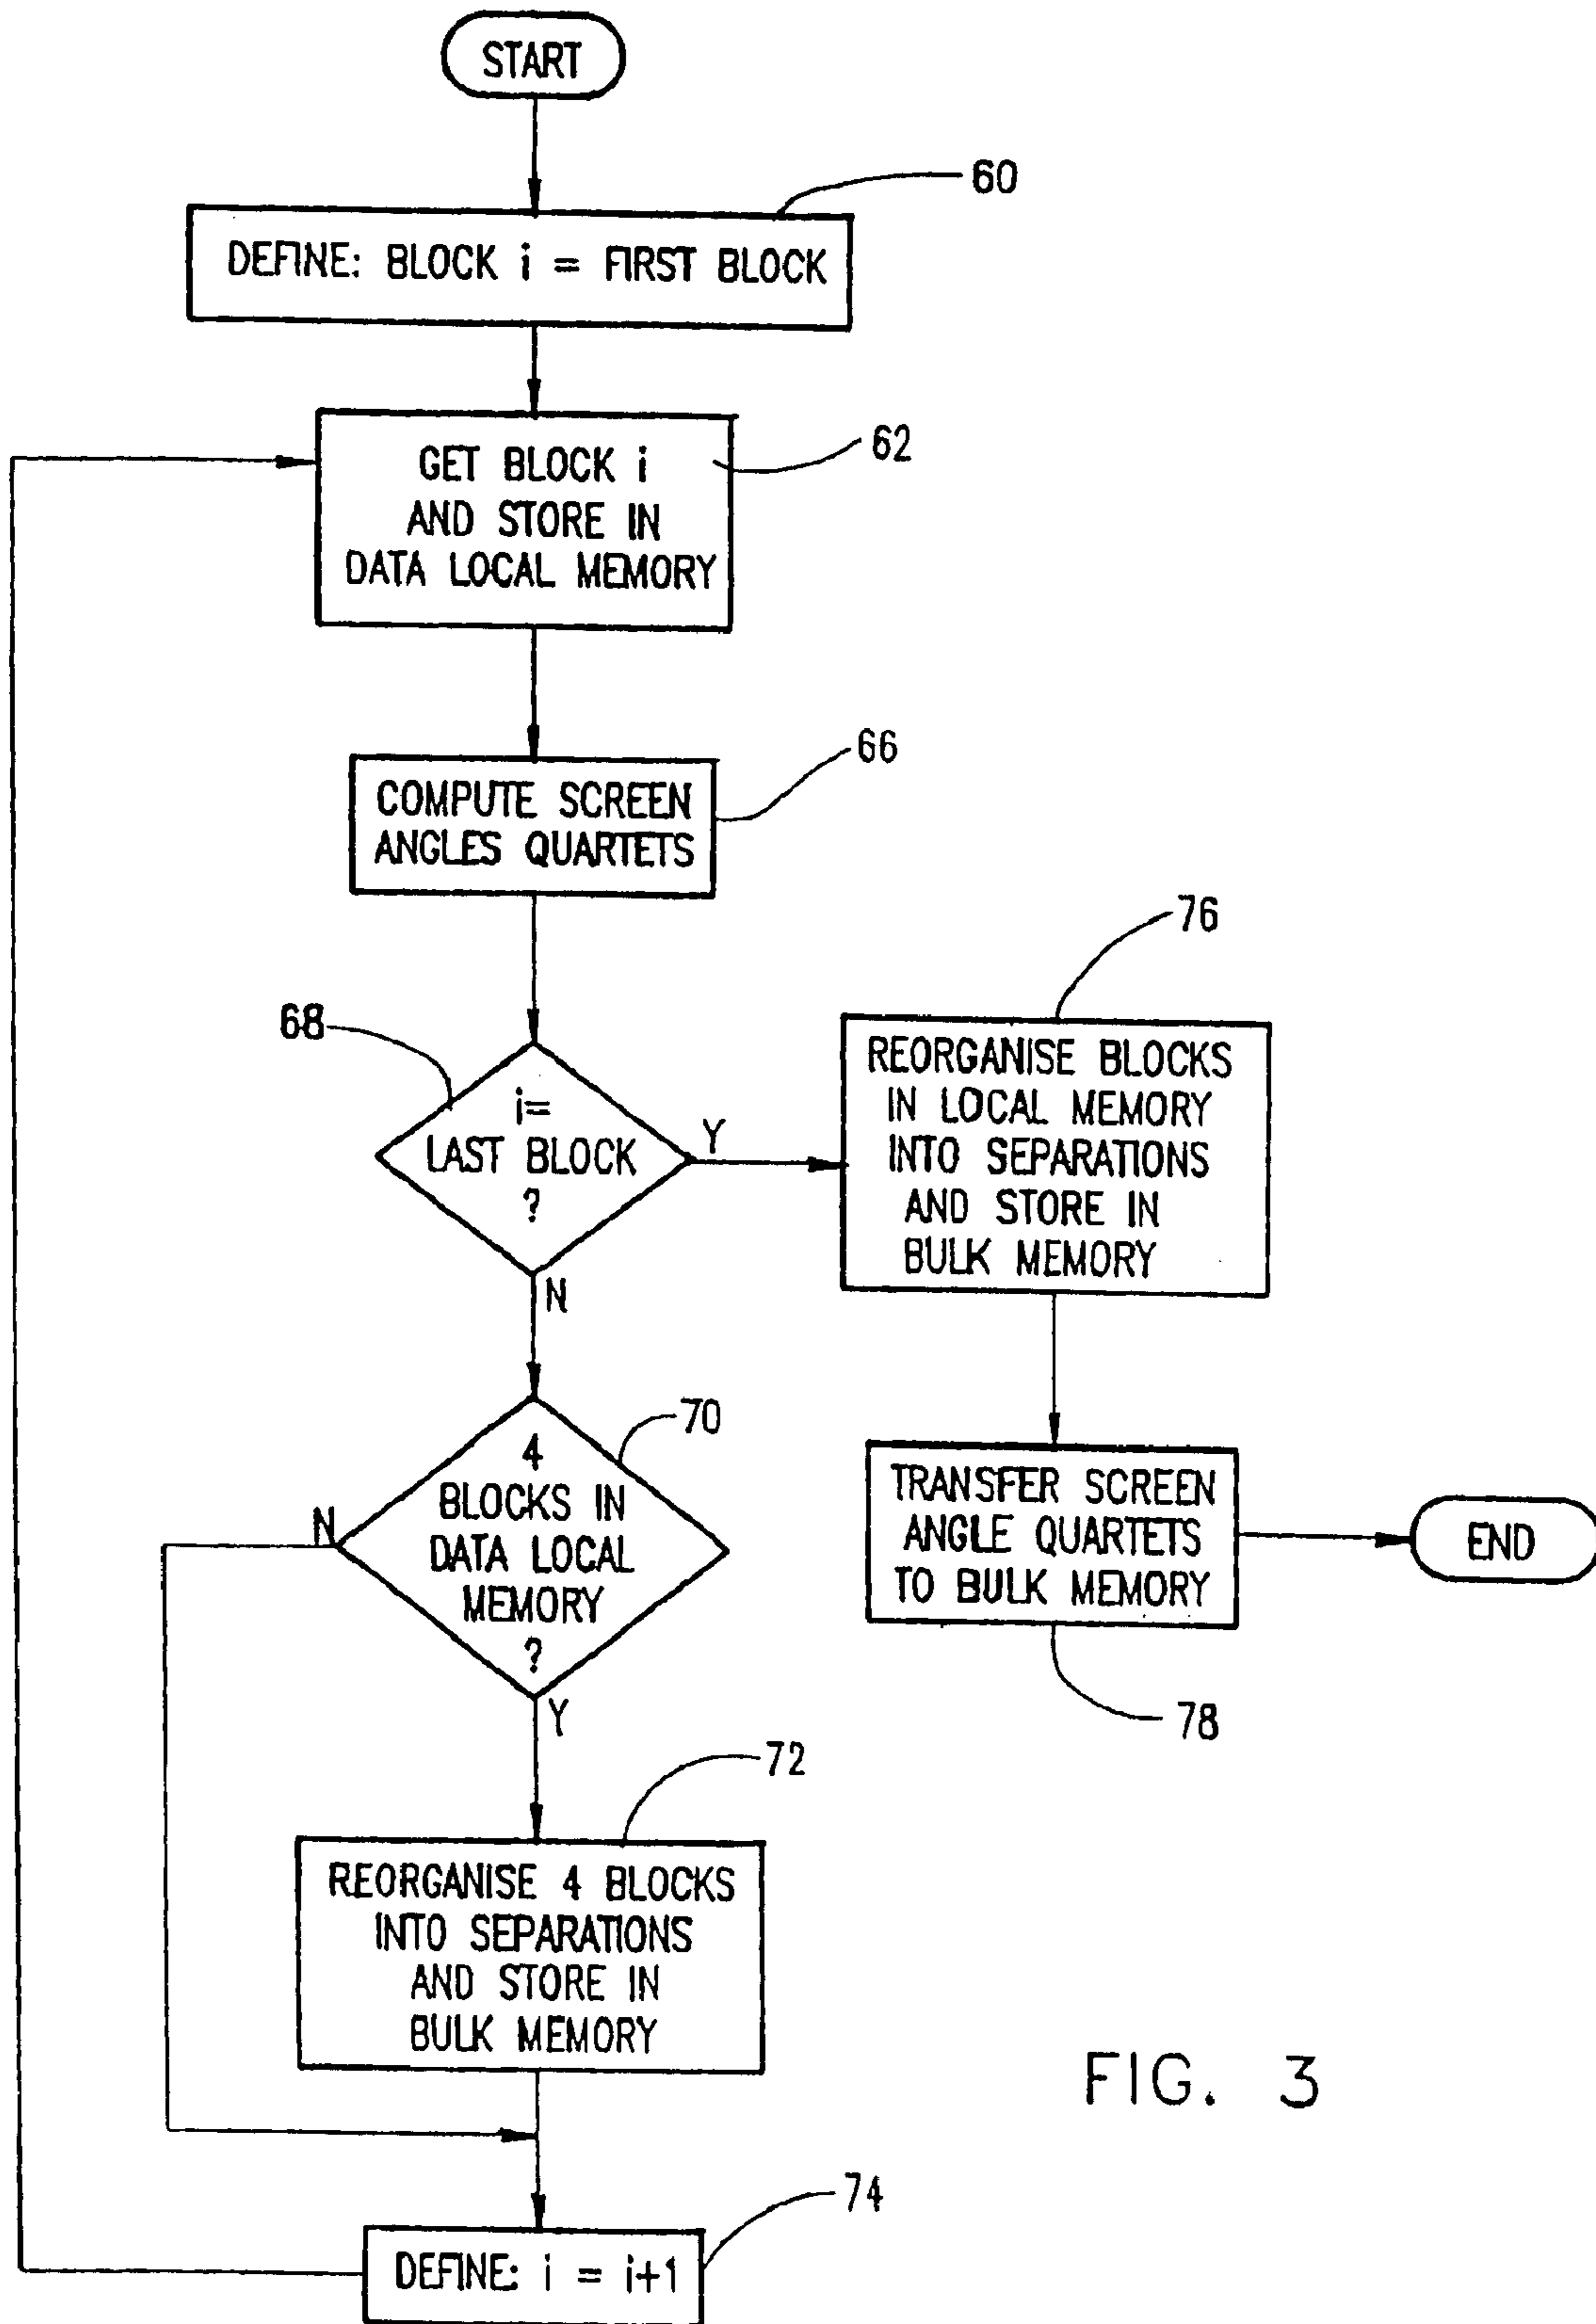 START
60
DEFINE: BLOCK i = FIRST BLOCK
62
GET BLOCK i
AND STORE IN
DATA LOCAL MEMORY
66
COMPUTE SCREEN
ANGLES QUARTETS
68
i=
LAST BLOCK
?
Y
N
76
REORGANISE BLOCKS
IN LOCAL MEMORY
INTO SEPARATIONS
AND STORE IN
BULK MEMORY
70
4
BLOCKS IN
DATA LOCAL
MEMORY
?
N
Y
TRANSFER SCREEN
ANGLE QUARTETS
TO BULK MEMORY
78
END
72
REORGANISE 4 BLOCKS
INTO SEPARATIONS
AND STORE IN
BULK MEMORY
74
DEFINE: i = i+1
FIG. 3